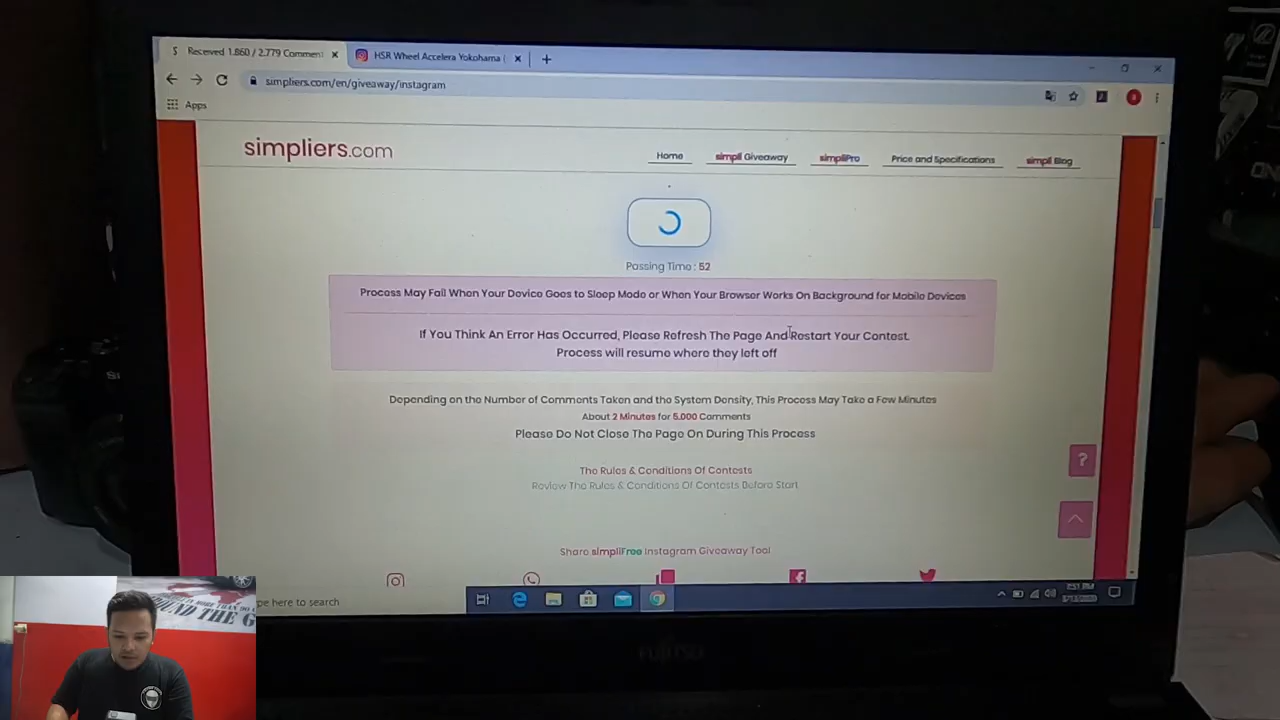 Received 1.860 / 2.779 Comment
HSR Wheel Accelera Yokohama (
simpliers.com/en/giveaway/instagram
Apps
simpliers.com
Home
simpli Giveaway
simpliPro
Price and Specifications
simpli Blog
Passing Time : 52
Process May Fail When Your Device Goes to Sleep Mode or When Your Browser Works On Background for Mobile Devices
If You Think An Error Has Occurred, Please Refresh The Page And Restart Your Contest.
Process will resume where they left off
Depending on the Number of Comments Taken and the System Density, This Process May Take a Few Minutes
About 2 Minutes for 5.000 Comments
Please Do Not Close The Page On During This Process
The Rules & Conditions Of Contests
Review The Rules & Conditions Of Contests Before Start
?
Share simpliFree Instagram Giveaway Tool
pe here to search
FUJITSU